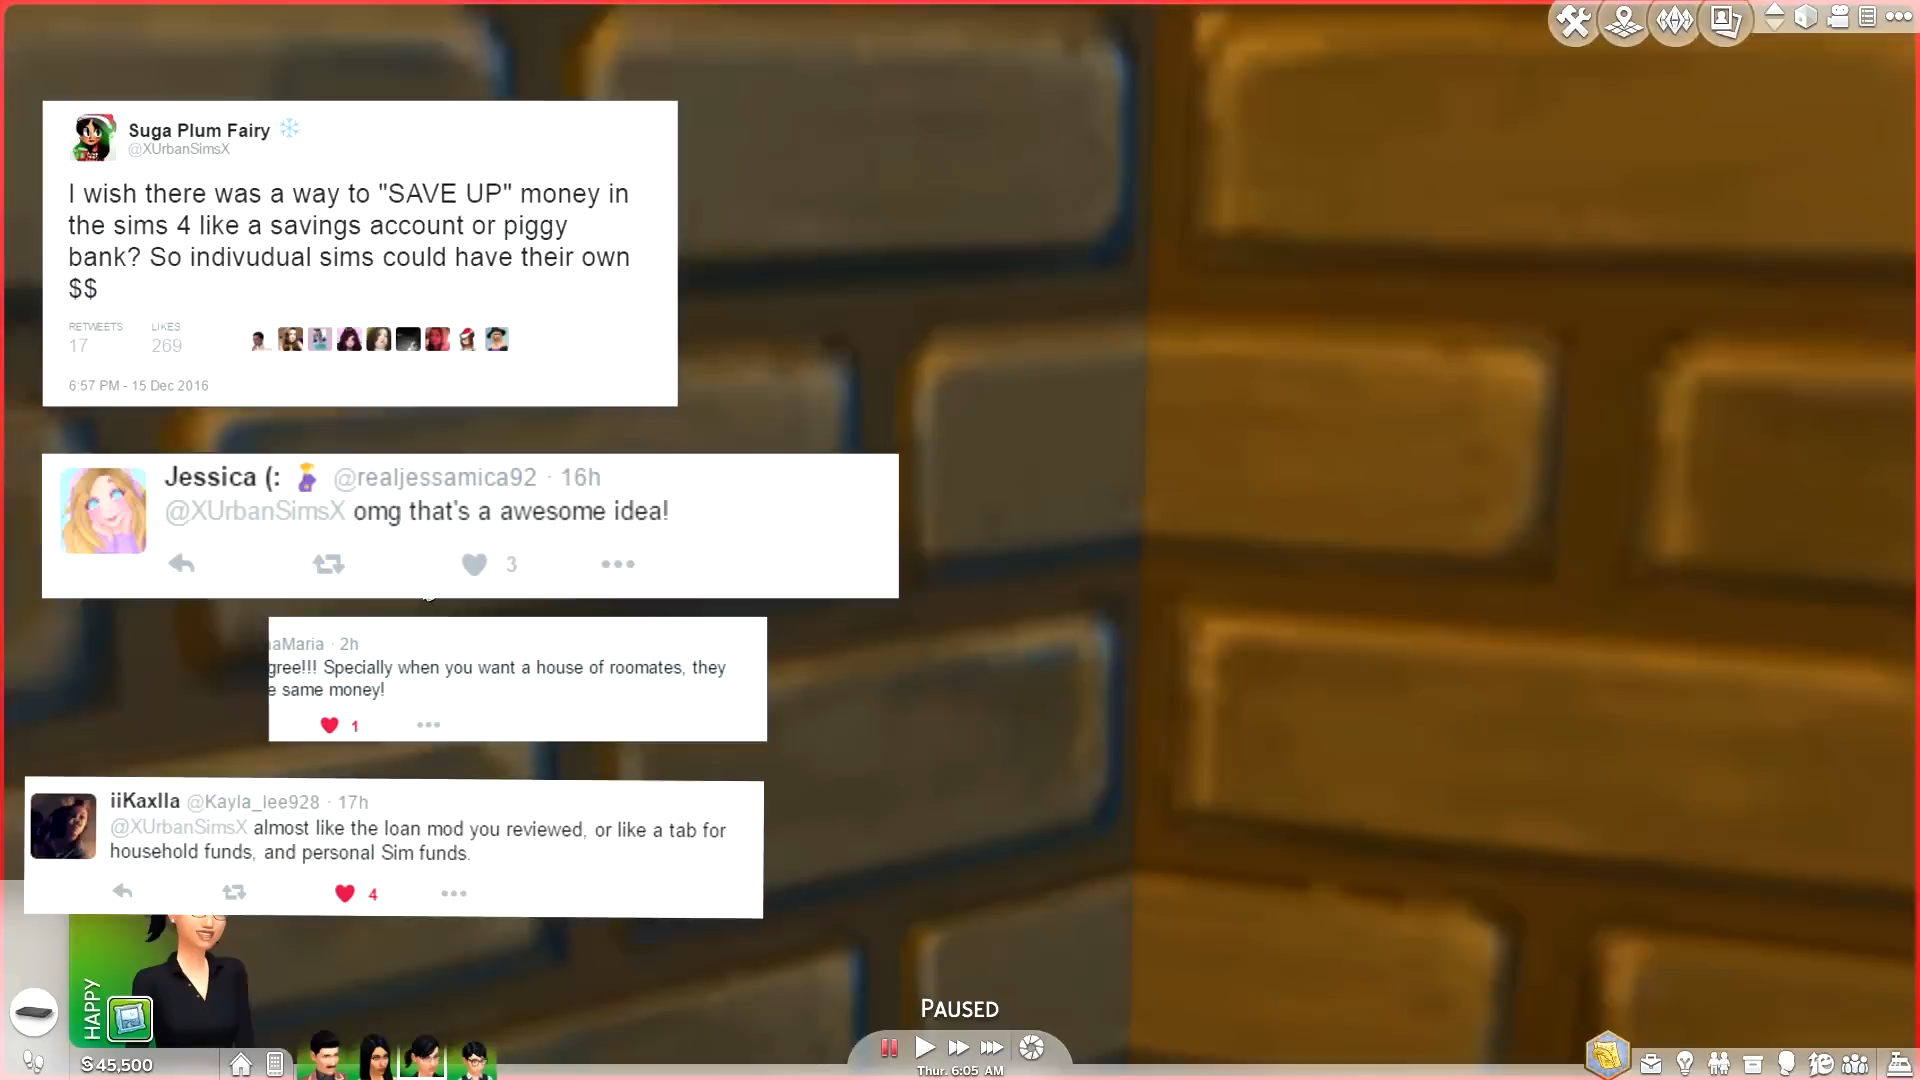 Suga Plum Fairy
@XUrbanSimsX
I wish there was a way to "SAVE UP" money in
the sims 4 like a savings account or piggy
bank? So indivudual sims could have their own
$$
RETWEETS LIKES
17 269
6:57 PM - 15 Dec 2016
Jessica (: @realjessamica92 · 16h
@XUrbanSimsX omg that's a awesome idea!
3
aMaria · 2h
gree!!! Specially when you want a house of roomates, they
e same money!
1
iiKaxlla @Kayla_lee928 · 17h
@XUrbanSimsX almost like the loan mod you reviewed, or like a tab for
household funds, and personal Sim funds.
4
HAPPY
PAUSED
§45,500
Thur. 6:05 AM